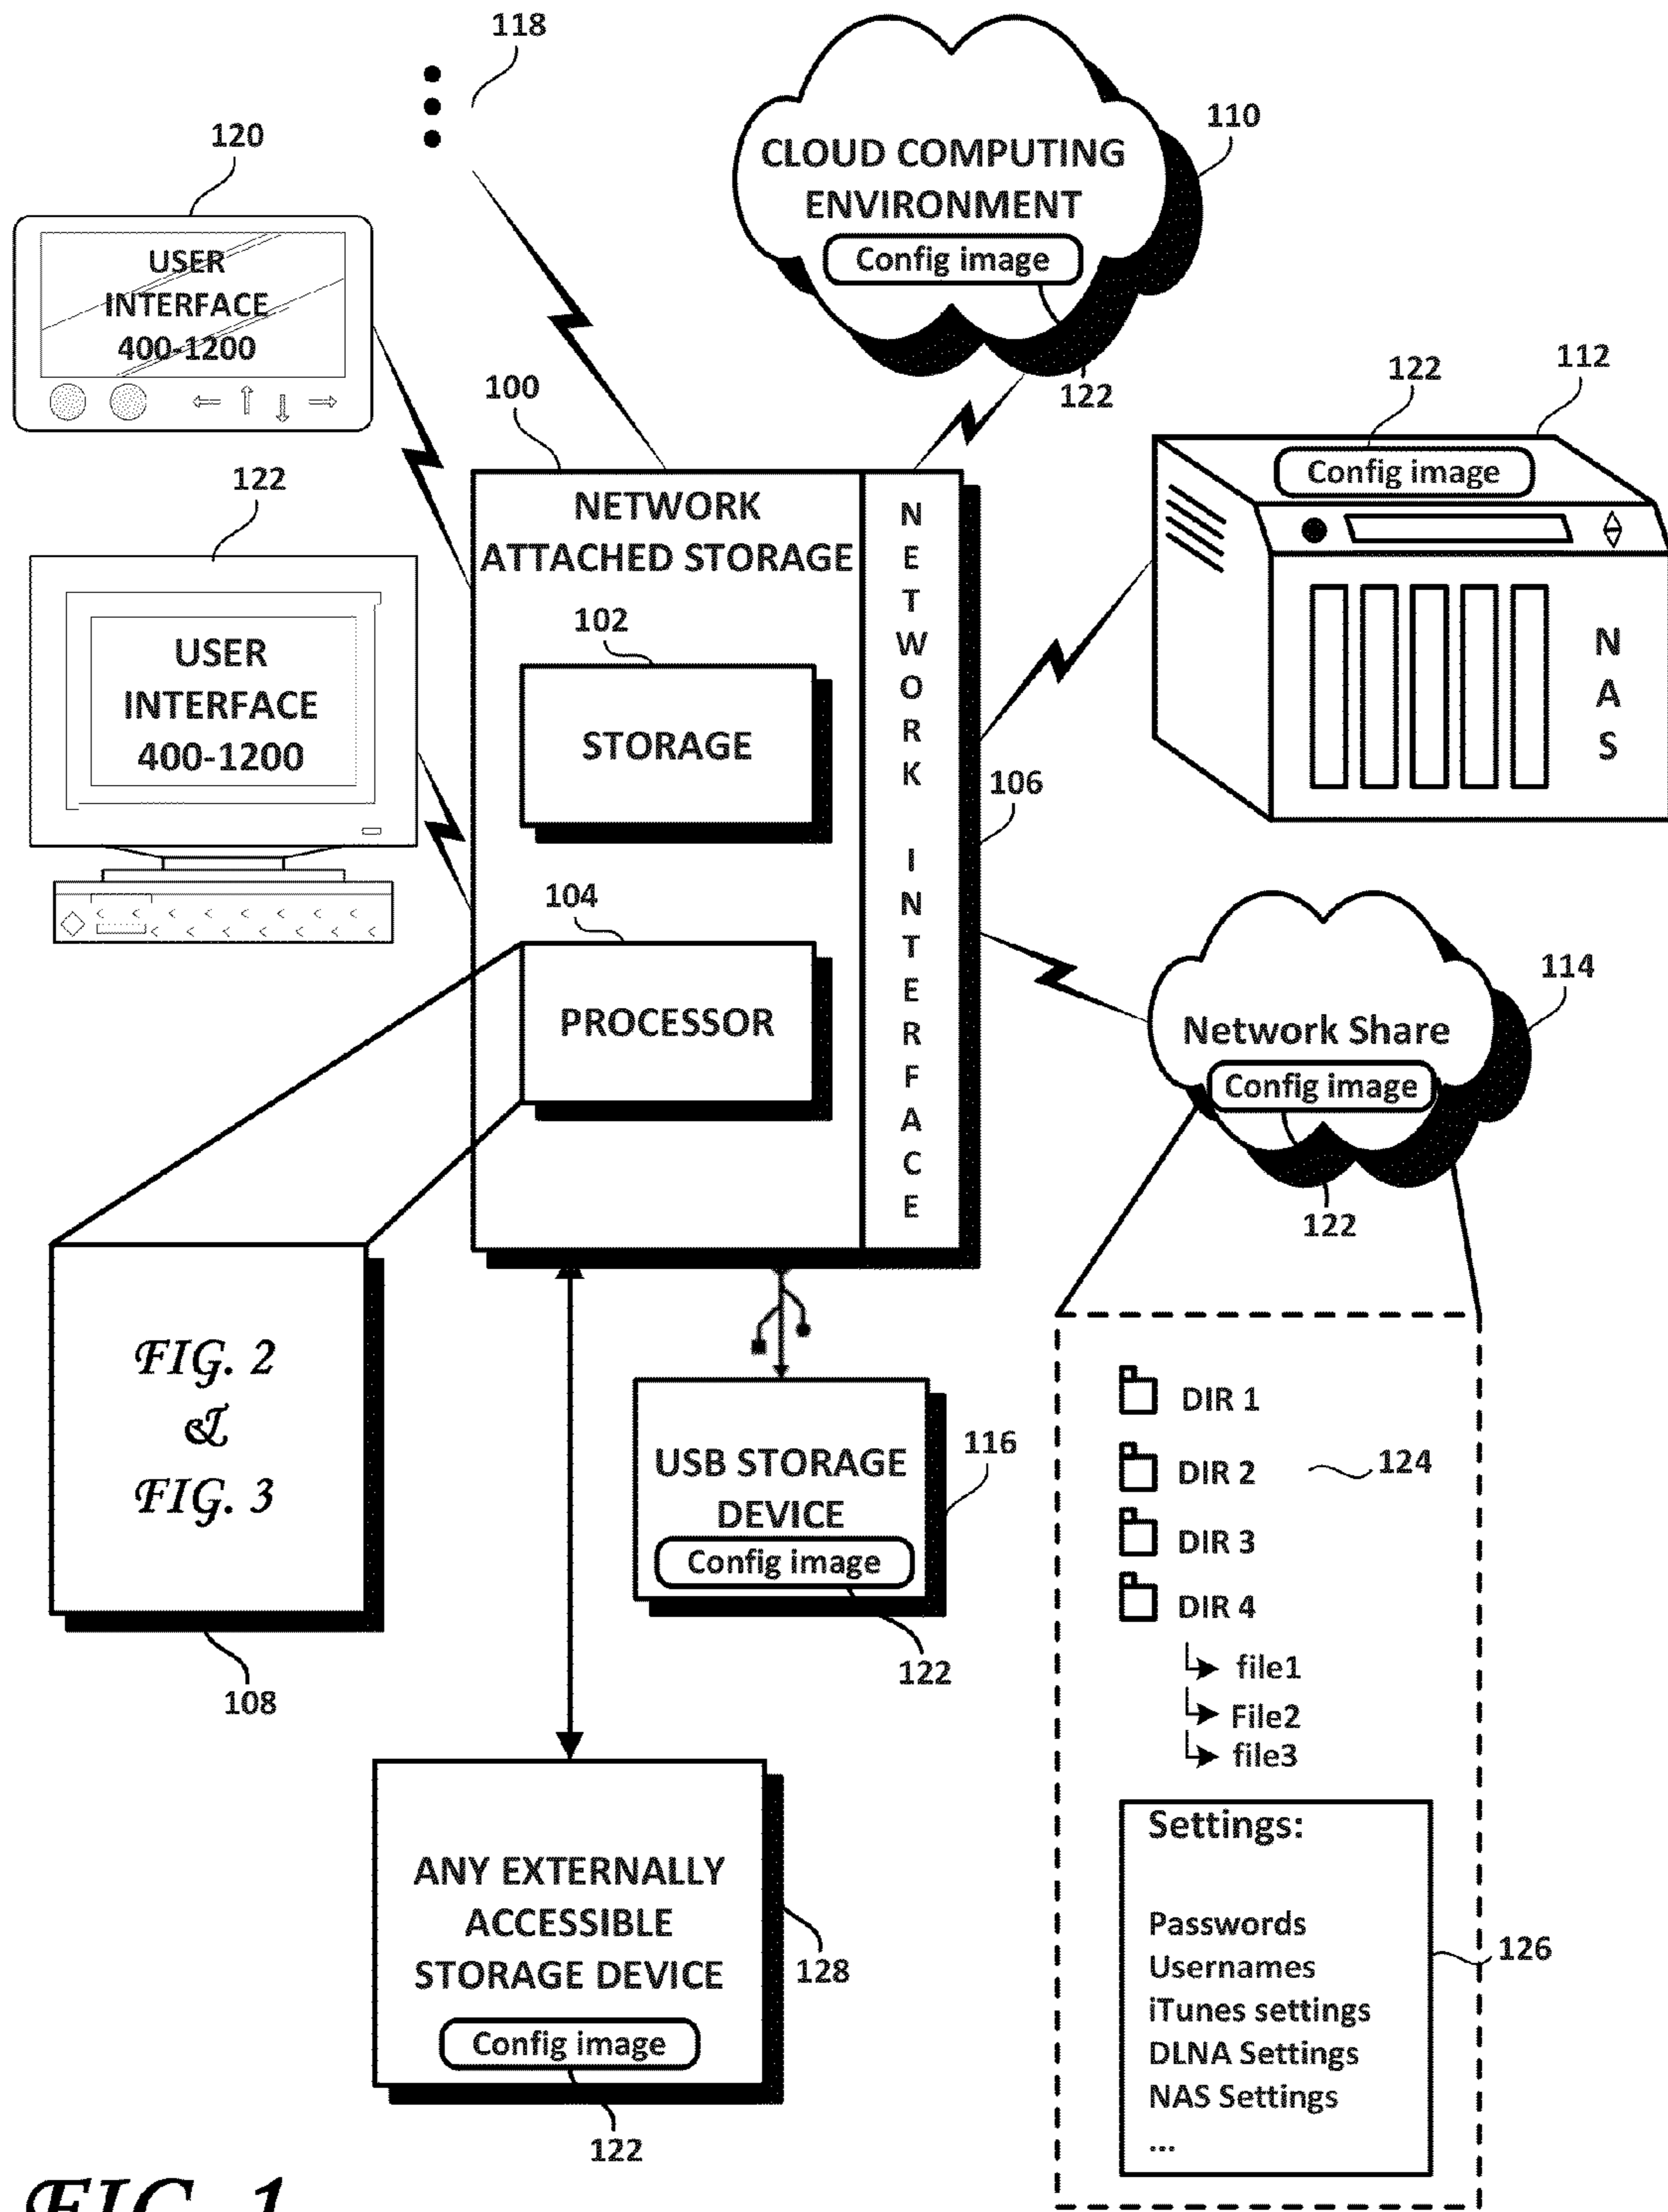 118
120
USER
INTERFACE
400-1200
CLOUD COMPUTING
ENVIRONMENT
Config image
110
122
122
112
Config image
N
A
S
122
USER
INTERFACE
400-1200
100
NETWORK
ATTACHED STORAGE
102
STORAGE
104
PROCESSOR
N
E
T
W
O
R
K
I
N
T
E
R
F
A
C
E
106
114
Network Share
Config image
122
FIG. 2
&
FIG. 3
108
USB STORAGE
DEVICE
Config image
116
122
ANY EXTERNALLY
ACCESSIBLE
STORAGE DEVICE
Config image
128
122
DIR 1
DIR 2
124
DIR 3
DIR 4
file1
File2
file3
Settings:
Passwords
Usernames
iTunes settings
DLNA Settings
NAS Settings
...
126
FIG. 1